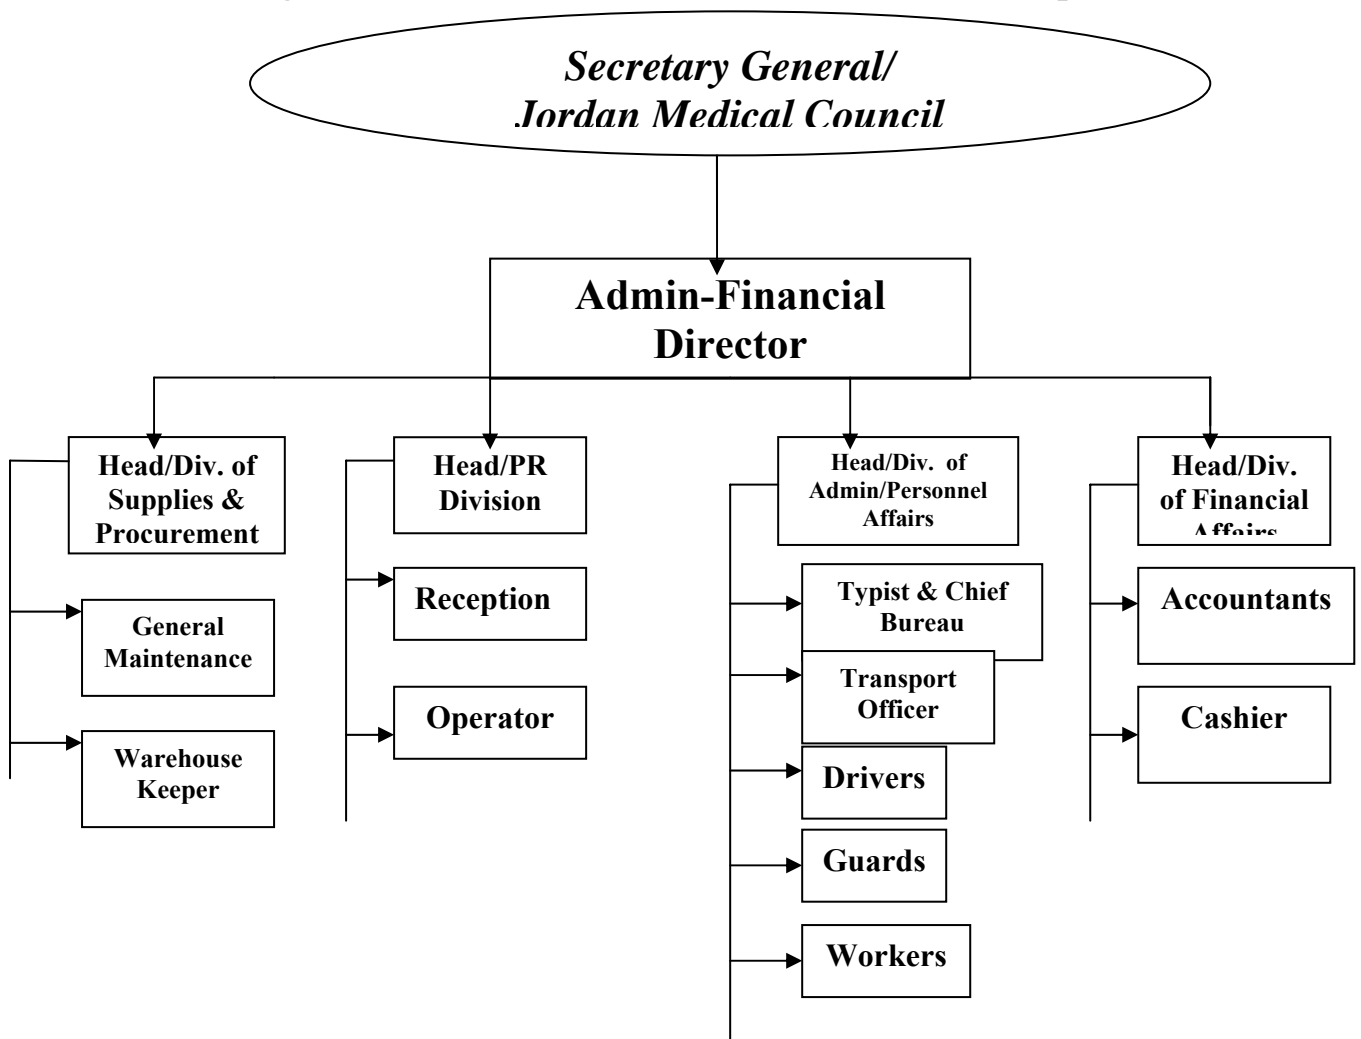 Secretary General/
Jordan Medical Council
Admin-Financial
Director
Head/Div. of
Supplies &
Procurement
General
Maintenance
Warehouse
Keeper
Head/PR
Division
Reception
Operator
Head/Div. of
Admin/Personnel
Affairs
Typist & Chief
Bureau
Transport
Officer
Drivers
Guards
Workers
Head/Div.
of Financial
Affairs
Accountants
Cashier